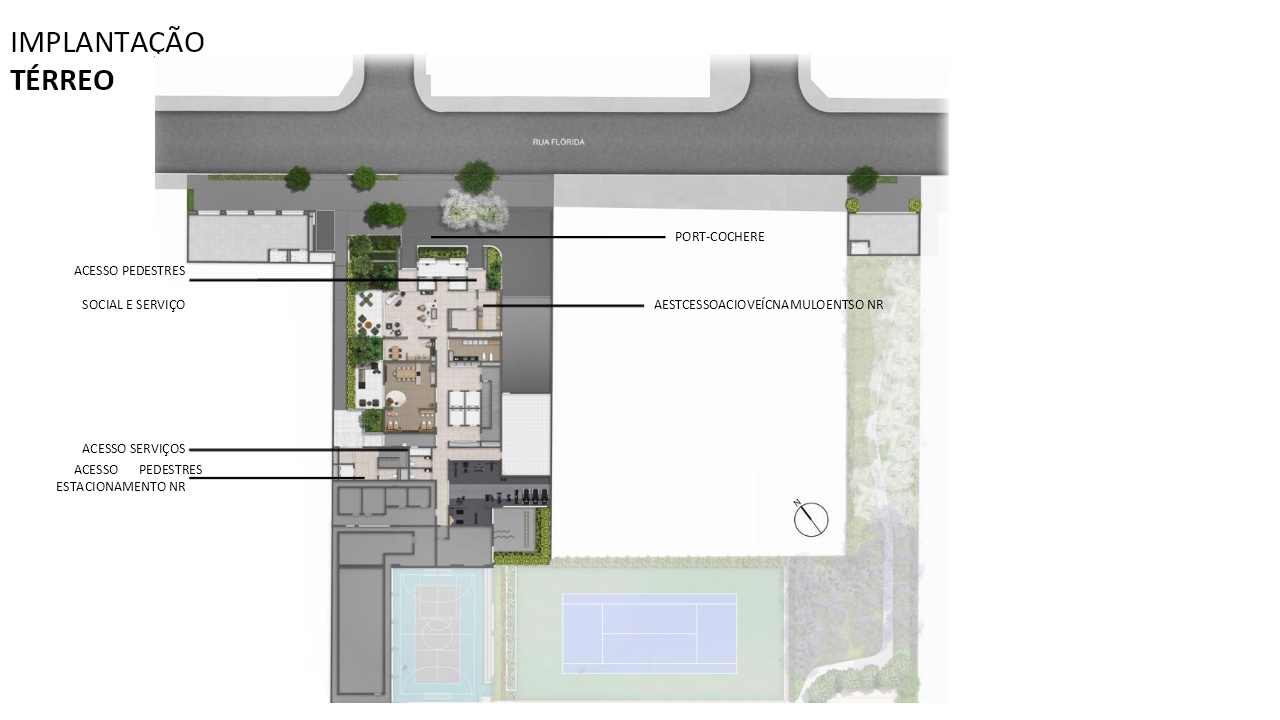 IMPLANTAÇÃO
TÉRREO
RUA FLÓRIDA
PORT-COCHERE
ACESSO PEDESTRES
SOCIAL E SERVIÇO
AESTCESSOACIOVEÍCNAMULOENTSO NR
ACESSO SERVIÇOS
ACESSO PEDESTRES
ESTACIONAMENTO NR
N